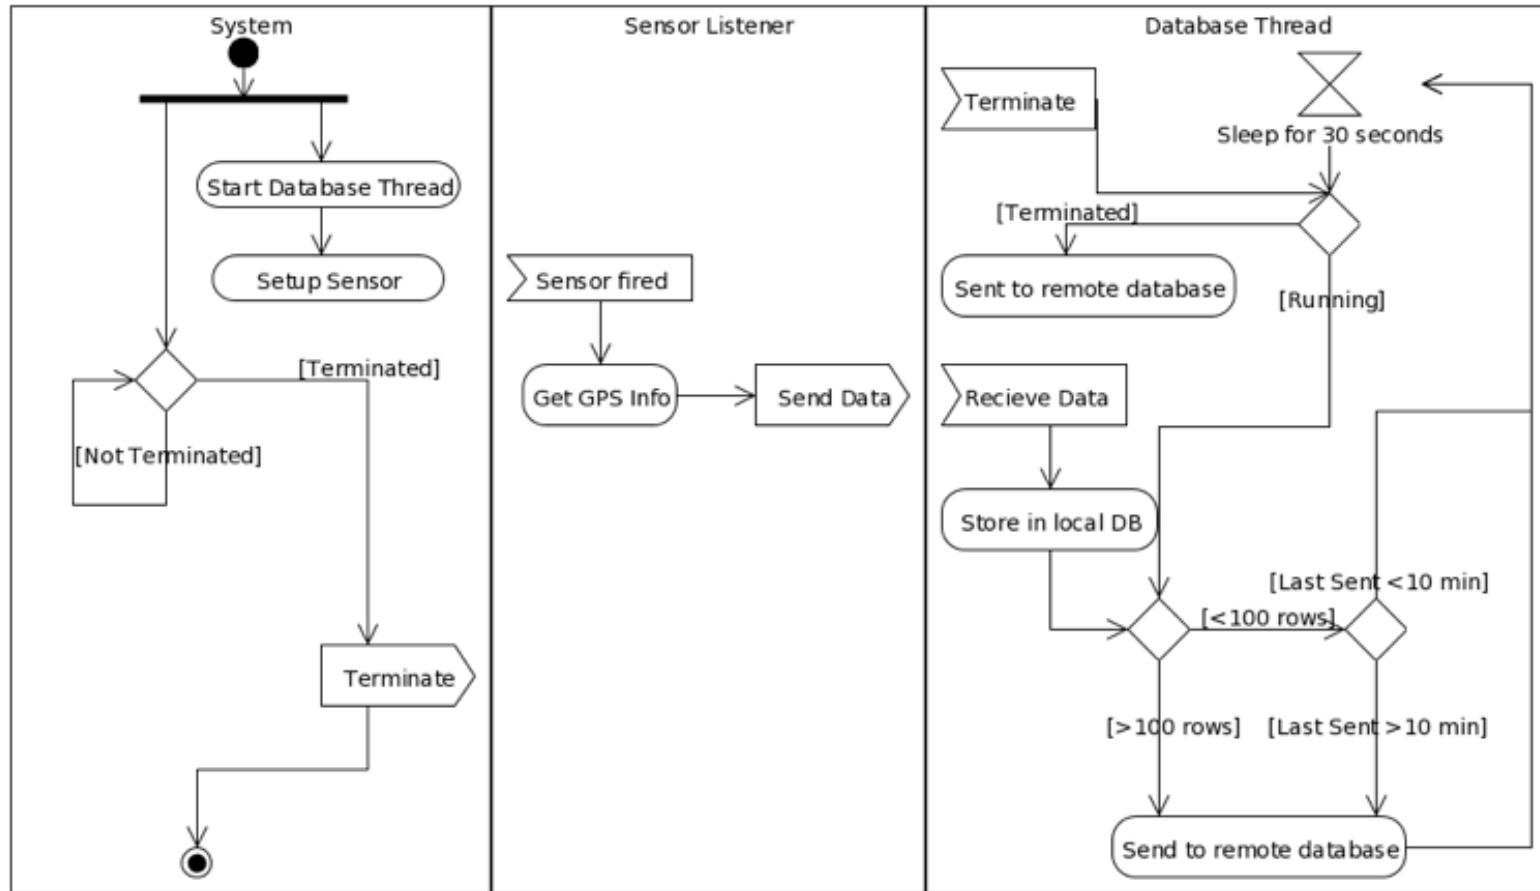 System
Sensor Listener
Database Thread
Terminate
Sleep for 30 seconds
Start Database Thread
[Terminated]
Setup Sensor
Sensor fired
Sent to remote database
[Running]
[Terminated]
Get GPS Info
Send Data
Recieve Data
[Not Terminated]
Store in local DB
[Last Sent <10 min]
[<100 rows]
Terminate
[>100 rows]
[Last Sent >10 min]
Send to remote database